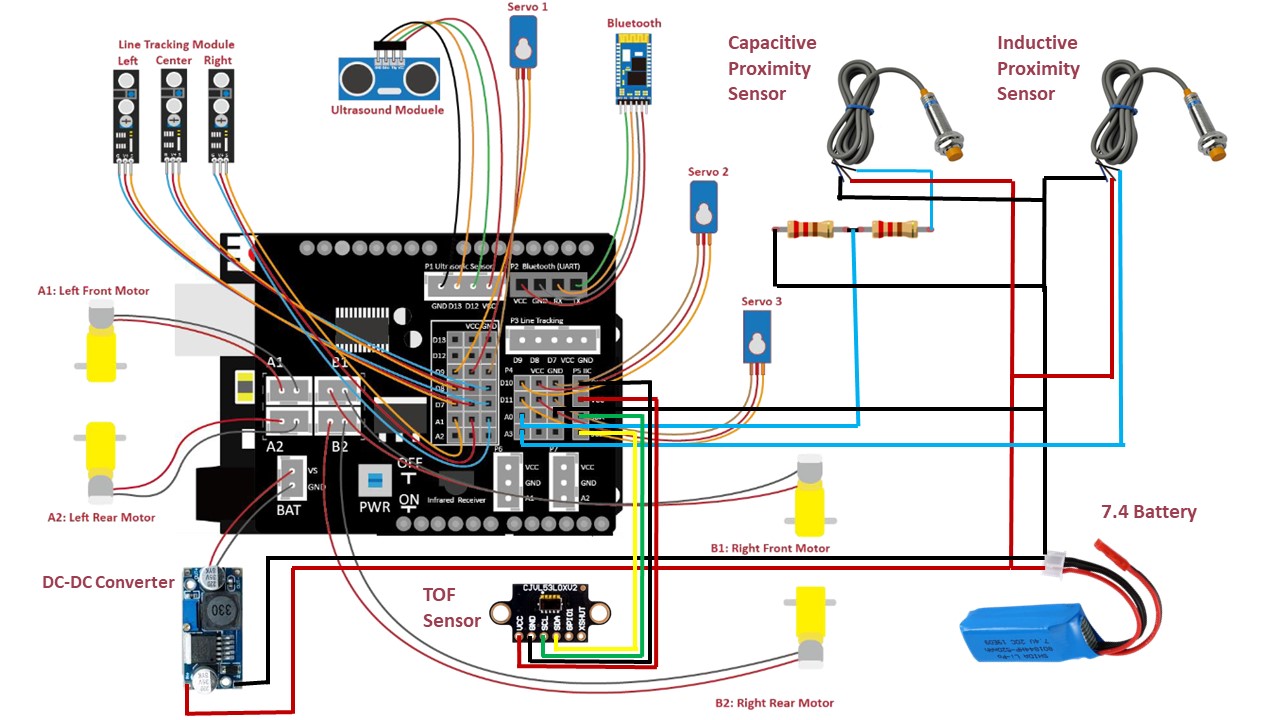 Servo 1
Bluetooth
Line Tracking Module
Left
Center
Right
Ultrasound Moduele
Capacitive
Proximity
Sensor
Inductive
Proximity
Sensor
Servo 2
E
P1 Ultrasonic Sensor
P2 Bluetooth (UART)
GND D13 D12 VCC
VCC GND RX TX
A1: Left Front Motor
Servo 3
VCC GND
P3 Line Tracking
D13
D12
D9 D8 D7 VCC GND
A1
B1
D9
D8
D7
A1
A2
P4
VCC GND
P5 IIC
D10
D11
A0
A3
A2
B2
P6
P7
VS
GND
BAT
OFF
ON
PWR
Infrared Receiver
VCC
GND
A1
VCC
GND
A2
A2: Left Rear Motor
B1: Right Front Motor
7.4 Battery
DC-DC Converter
330
TOF
Sensor
CJVL53L0XV2
VCC
GND
SCL
SDA
GPIO1
XSHUT
7.4V 20C
B2: Right Rear Motor